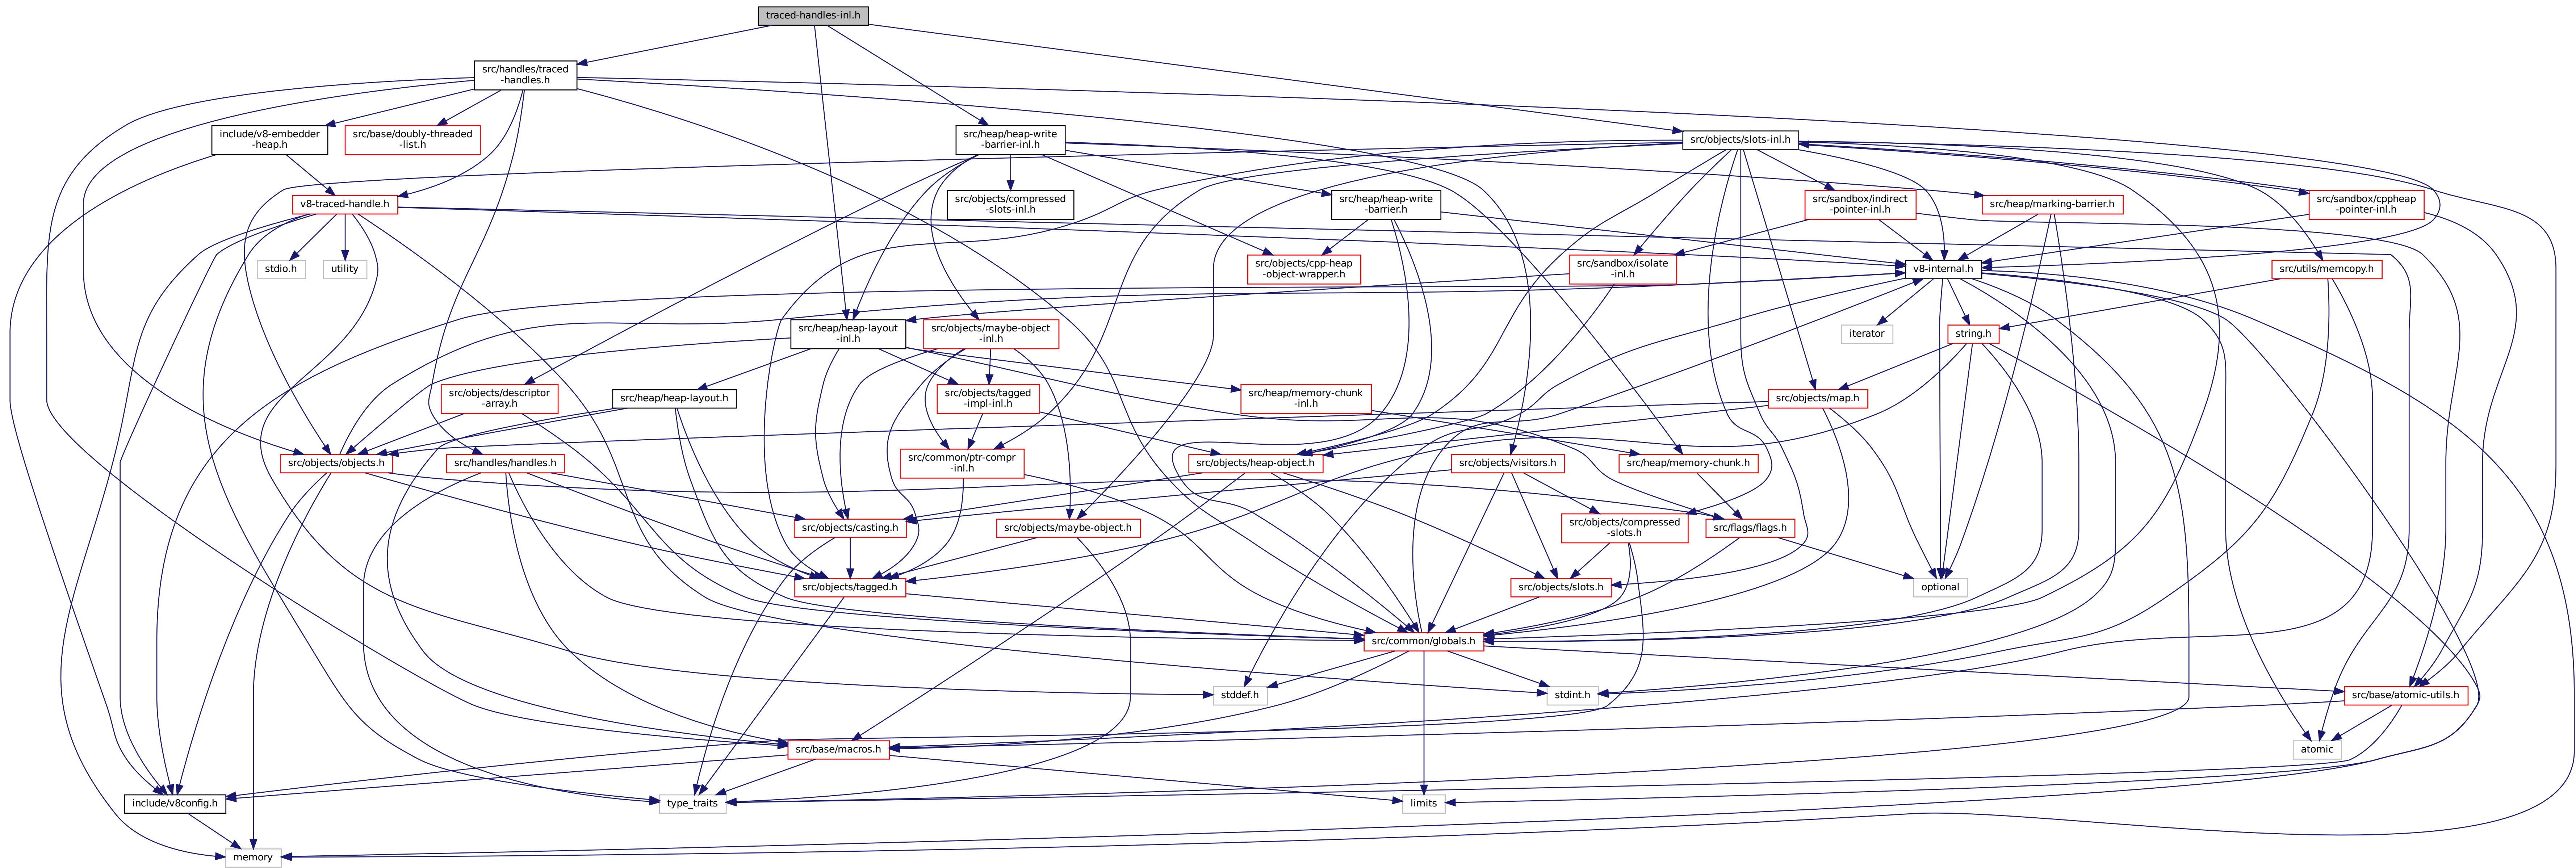 traced-handles-inl.h
src/handles/traced
-handles.h
include/v8-embedder
-heap.h
src/base/doubly-threaded
-list.h
src/heap/heap-write
-barrier-inl.h
src/objects/slots-inl.h
v8-traced-handle.h
src/objects/compressed
-slots-inl.h
src/heap/heap-write
-barrier.h
src/sandbox/indirect
-pointer-inl.h
src/heap/marking-barrier.h
src/sandbox/cppheap
-pointer-inl.h
stdio.h
utility
src/objects/cpp-heap
-object-wrapper.h
src/sandbox/isolate
-inl.h
v8-internal.h
src/utils/memcopy.h
src/heap/heap-layout
-inl.h
src/objects/maybe-object
-inl.h
iterator
string.h
src/objects/descriptor
-array.h
src/heap/heap-layout.h
src/objects/tagged
-impl-inl.h
src/heap/memory-chunk
-inl.h
src/objects/map.h
src/objects/objects.h
src/handles/handles.h
src/common/ptr-compr
-inl.h
src/objects/heap-object.h
src/objects/visitors.h
src/heap/memory-chunk.h
src/objects/casting.h
src/objects/maybe-object.h
src/objects/compressed
-slots.h
src/flags/flags.h
src/objects/tagged.h
src/objects/slots.h
optional
src/common/globals.h
stddef.h
stdint.h
src/base/atomic-utils.h
src/base/macros.h
atomic
include/v8config.h
type_traits
limits
memory